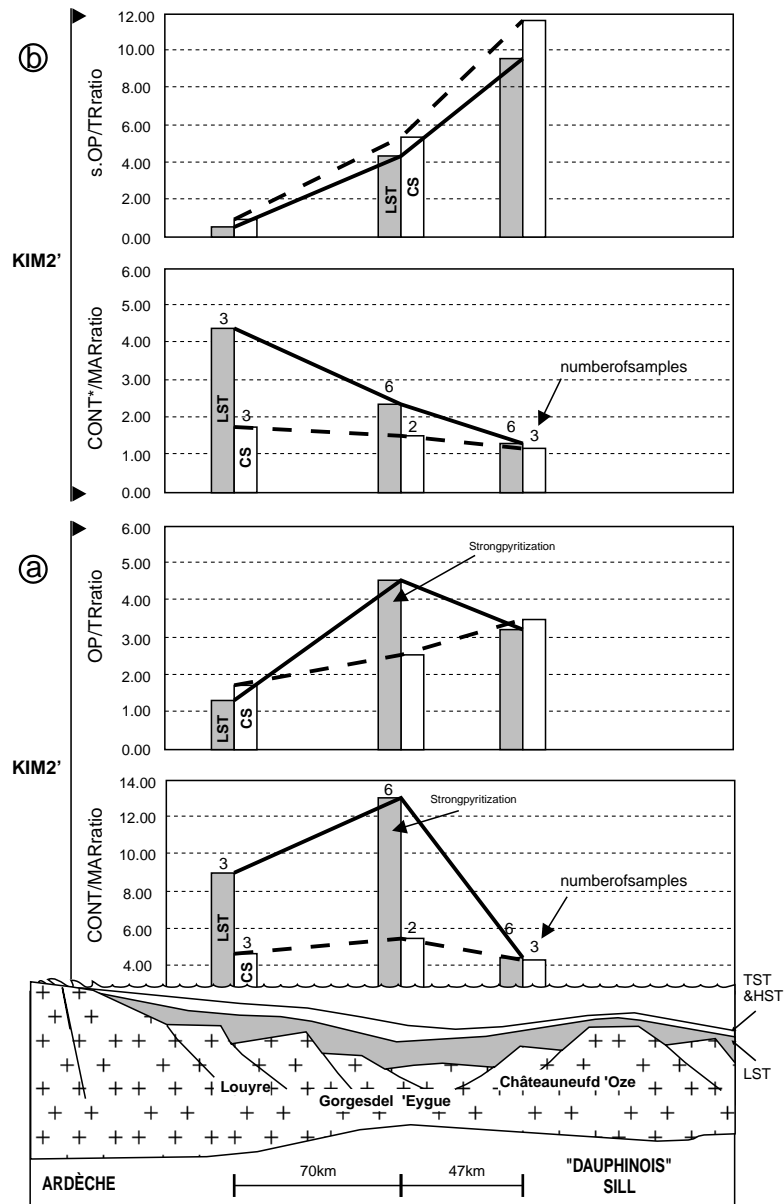 b
s.OP/TRratio
12.00
10.00
8.00
6.00
4.00
2.00
0.00
LST
CS
KIM2'
CONT*/MARratio
6.00
5.00
4.00
3.00
2.00
1.00
0.00
3
LST
3
CS
6
2
6
3
numberofsamples
a
OP/TRratio
6.00
5.00
4.00
3.00
2.00
1.00
0.00
Strongpyritization
LST
CS
KIM2'
CONT/MARratio
14.00
12.00
10.00
8.00
6.00
4.00
3
LST
3
CS
6
2
Strongpyritization
6
3
numberofsamples
TST
&HST
LST
Louyre
Gorgesdel 'Eygue
Châteauneufd 'Oze
ARDÈCHE
70km
47km
"DAUPHINOIS"
SILL